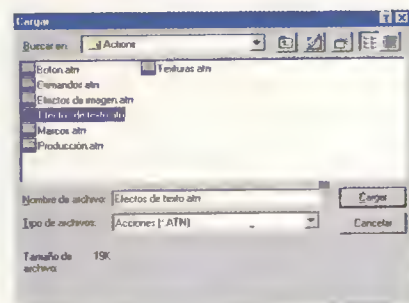 Cargar
Buscar en: Actions
Botón.atn
Comandos.atn
Efectos de imagen.atn
Efectos de texto.atn
Marcos.atn
Producción.atn
Texturas.atn
Nombre de archivo: Efectos de texto.atn
Cargar
Tipo de archivos: Acciones (*.ATN)
Cancelar
Tamaño de 19K
archivo: